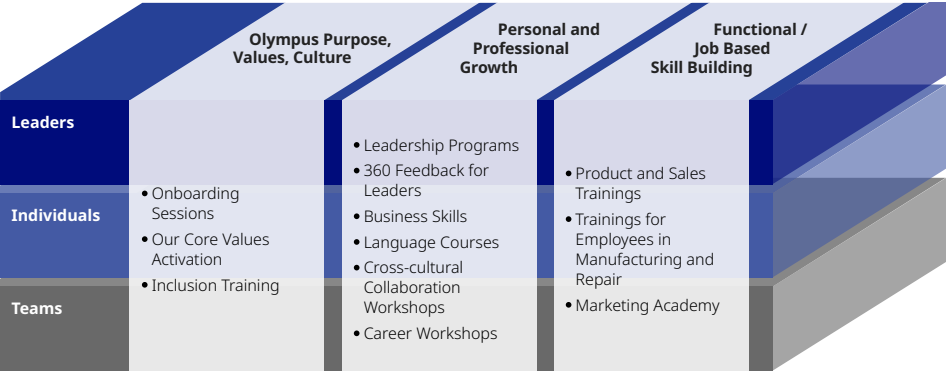 Olympus Purpose,
Values, Culture
Personal and
Professional
Growth
Functional /
Job Based
Skill Building
Leaders
Individuals
Teams
• Onboarding
Sessions
• Our Core Values
Activation
• Inclusion Training
• Leadership Programs
• 360 Feedback for
Leaders
• Business Skills
• Language Courses
• Cross-cultural
Collaboration
Workshops
• Career Workshops
• Product and Sales
Trainings
• Trainings for
Employees in
Manufacturing and
Repair
• Marketing Academy